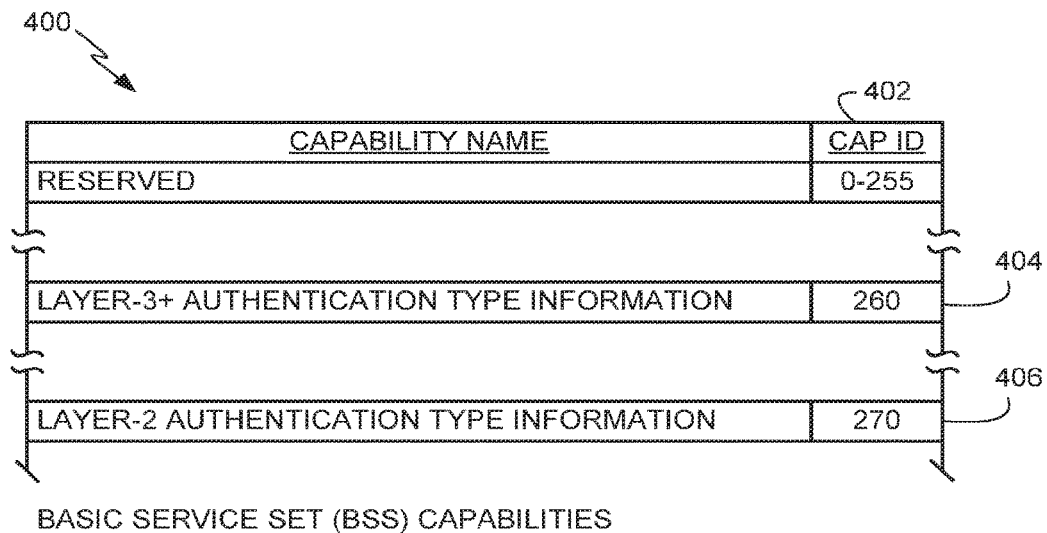 400
402
CAPABILITY NAME CAP ID
RESERVED 0-255
404
LAYER-3+ AUTHENTICATION TYPE INFORMATION 260
406
LAYER-2 AUTHENTICATION TYPE INFORMATION 270
BASIC SERVICE SET (BSS) CAPABILITIES